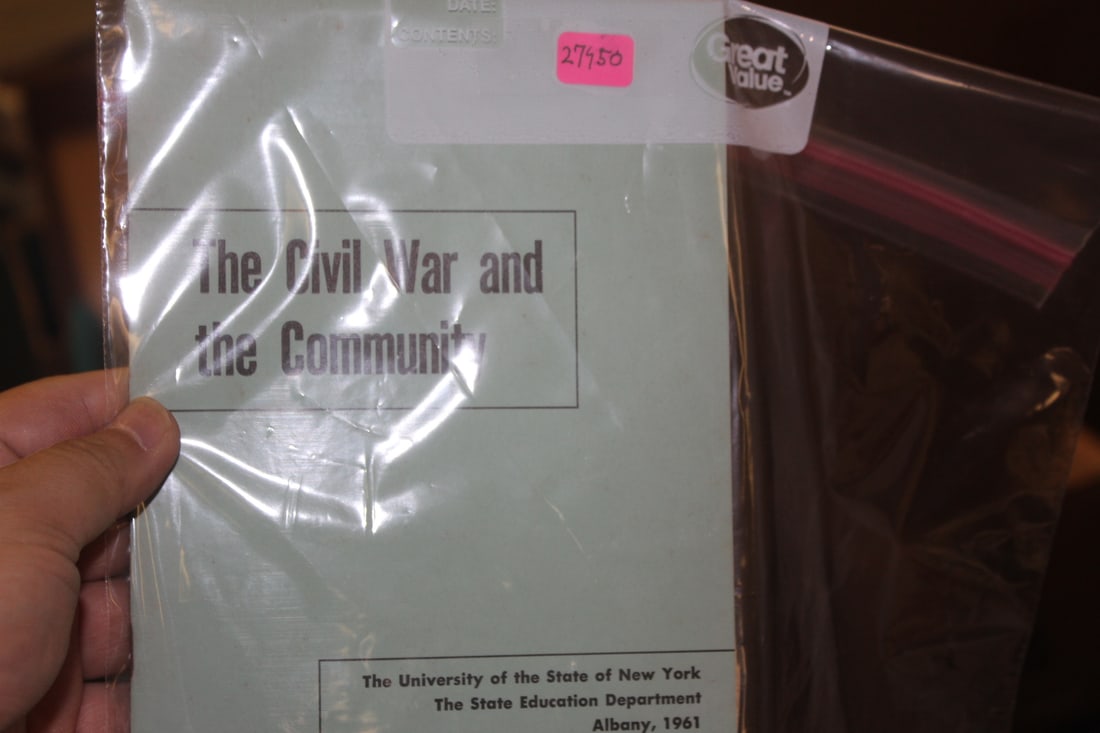 DATE:
CONTENTS:
27450
Great
Value™
The Civil War and
the Community
The University of the State of New York
The State Education Department
Albany, 1961